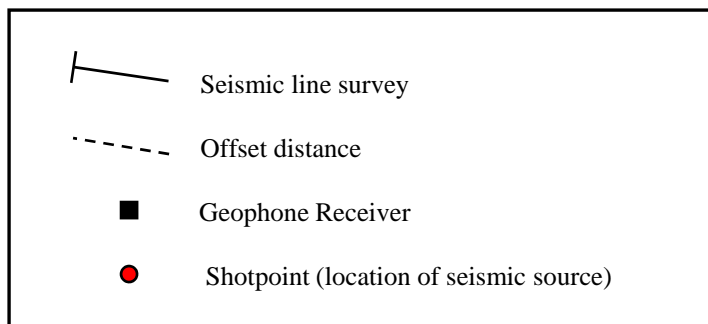 Seismic line survey
Offset distance
Geophone Receiver
Shotpoint (location of seismic source)